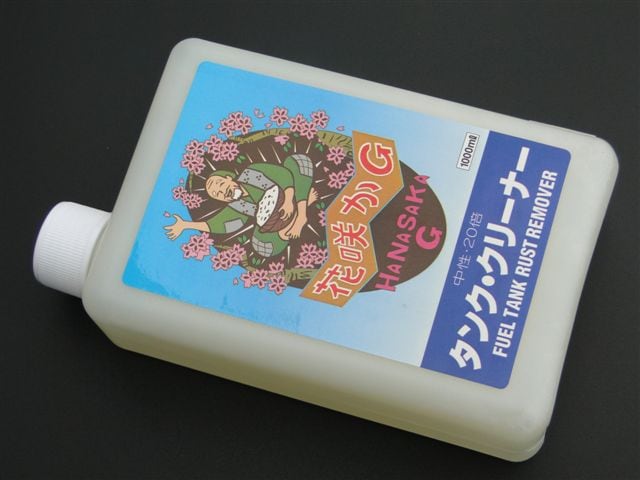 花咲かG
HANASAKA
G
1000mℓ
中性・20倍
タンク・クリーナー
FUEL TANK RUST REMOVER